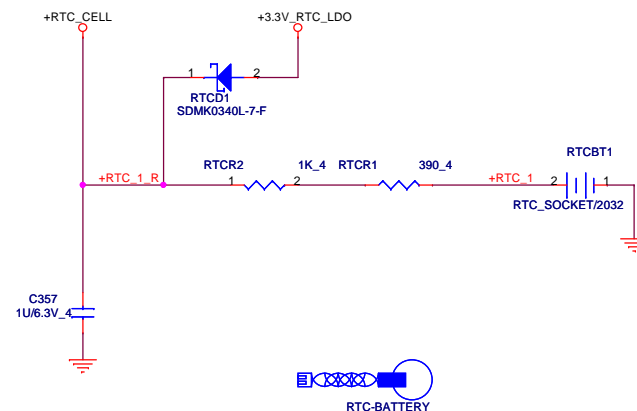 +RTC_CELL
+3.3V_RTC_LDO
1 2
RTCD1
SDMK0340L-7-F
RTCR2 1K_4 RTCR1 390_4 RTCBT1
+RTC_1_R 1 2 +RTC_1 2 1
RTC_SOCKET/2032
C357
1U/6.3V_4
RTC-BATTERY